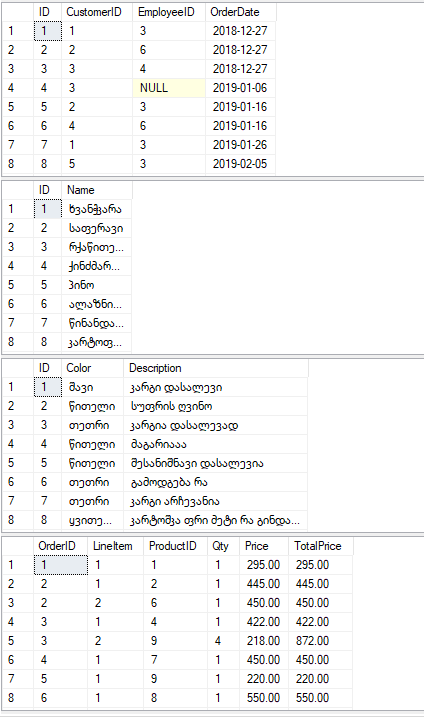 ID CustomerID EmployeeID OrderDate
1 1 1 3 2018-12-27
2 2 2 6 2018-12-27
3 3 3 4 2018-12-27
4 4 3 NULL 2019-01-06
5 5 2 3 2019-01-16
6 6 4 6 2019-01-16
7 7 1 3 2019-01-26
8 8 5 3 2019-02-05
ID Name
1 1 ხვანჭკარა
2 2 საფერავი
3 3 რქაწითე...
4 4 ქინძმარ...
5 5 პინო
6 6 ალაზნი...
7 7 წინანდა...
8 8 კარტოფ...
ID Color Description
1 1 შავი კარგი დასალევი
2 2 წითელი სუფრის ღვინო
3 3 თეთრი კარგია დასალევად
4 4 წითელი მაგარიააა
5 5 წითელი შესანიშნავი დასალევია
6 6 თეთრი გამოდგება რა
7 7 თეთრი კარგი არჩევანია
8 8 ყვითე... კარტოშკა ფრი მეტი რა გინდა...
OrderID LineItem ProductID Qty Price TotalPrice
1 1 1 1 1 295.00 295.00
2 2 1 2 1 445.00 445.00
3 2 2 6 1 450.00 450.00
4 3 1 4 1 422.00 422.00
5 3 2 9 4 218.00 872.00
6 4 1 7 1 450.00 450.00
7 5 1 9 1 220.00 220.00
8 6 1 8 1 550.00 550.00